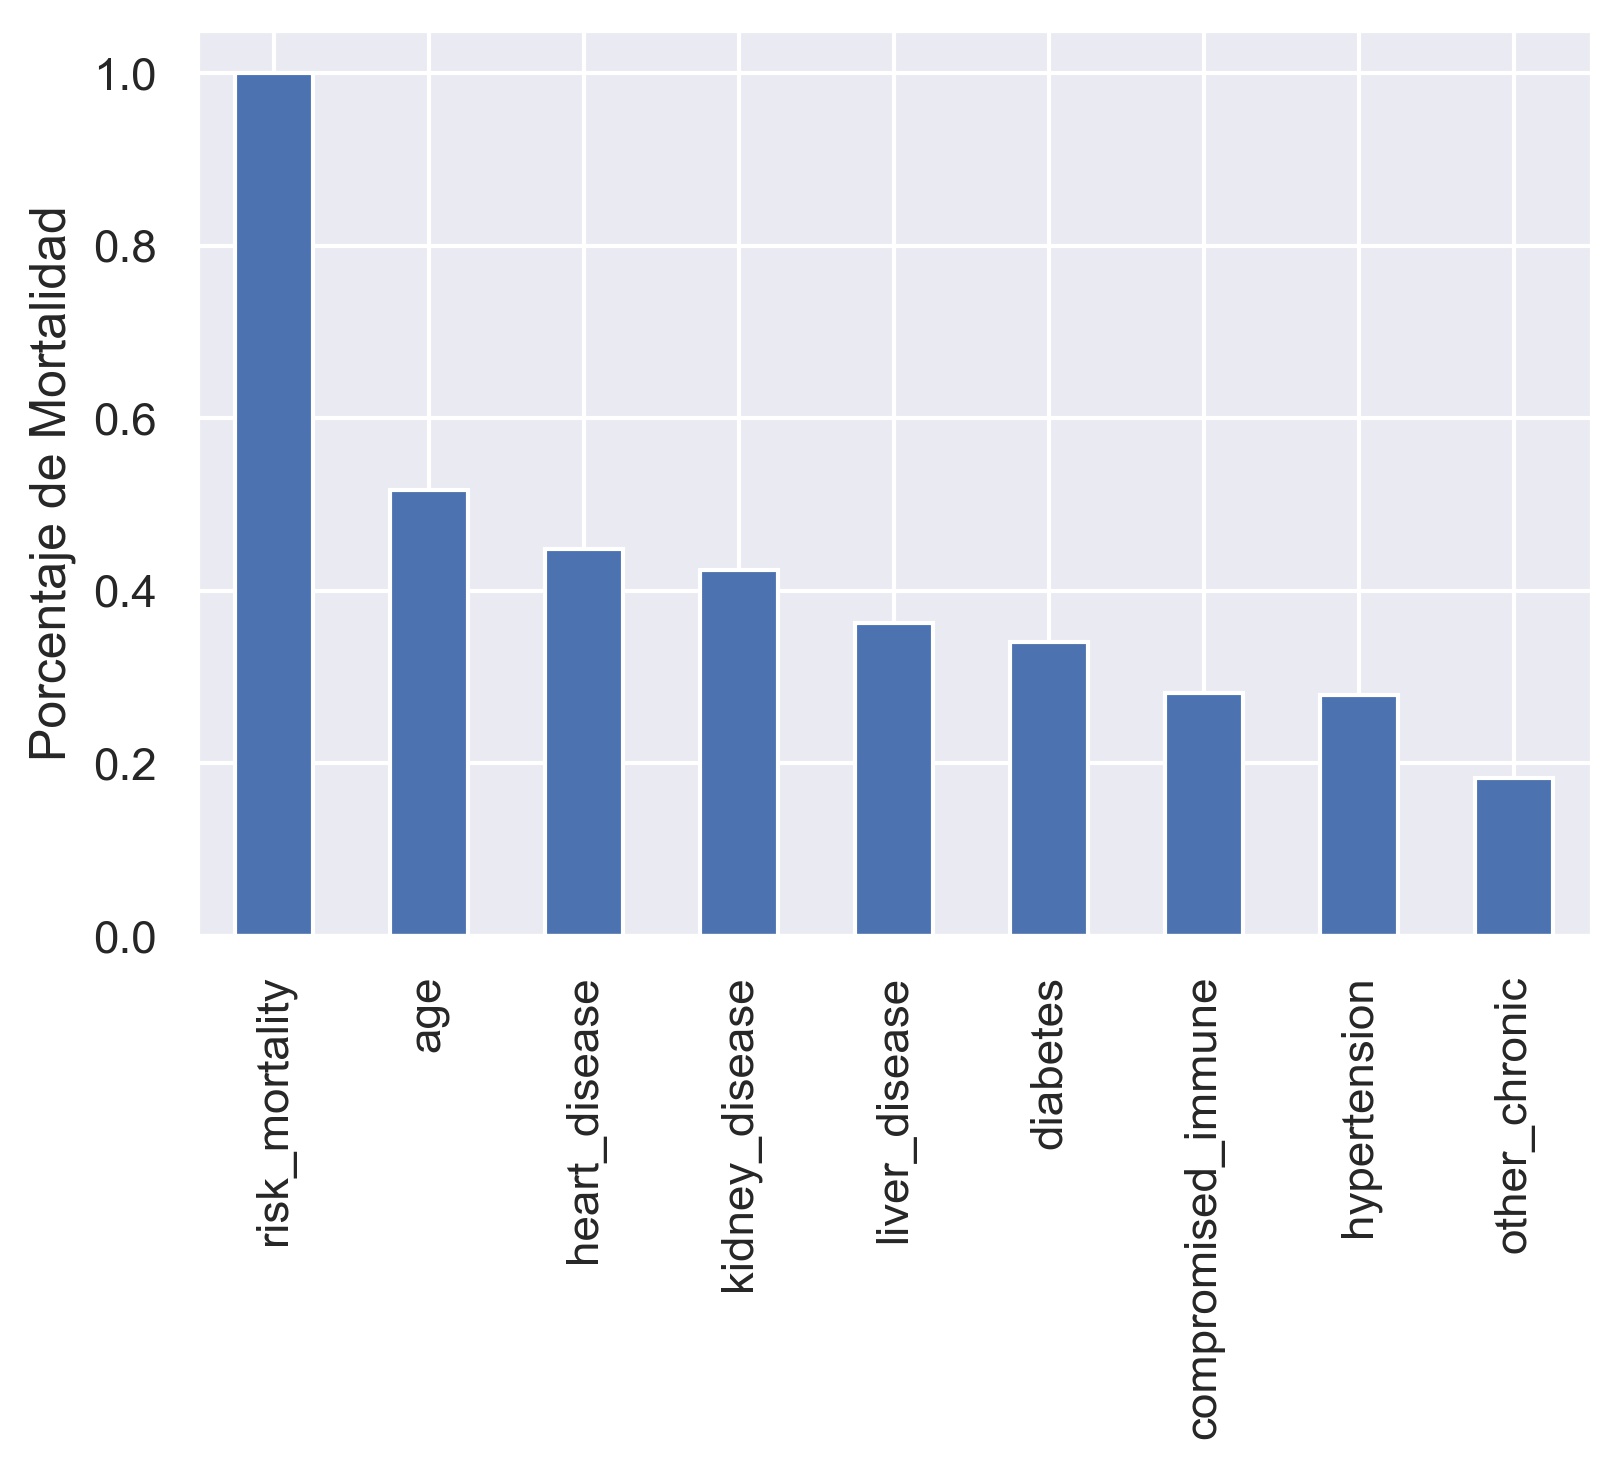 Porcentaje de Mortalidad
1.0
0.8
0.6
0.4
0.2
0.0
risk_mortality
age
heart_disease
kidney_disease
liver_disease
diabetes
compromised_immune
hypertension
other_chronic